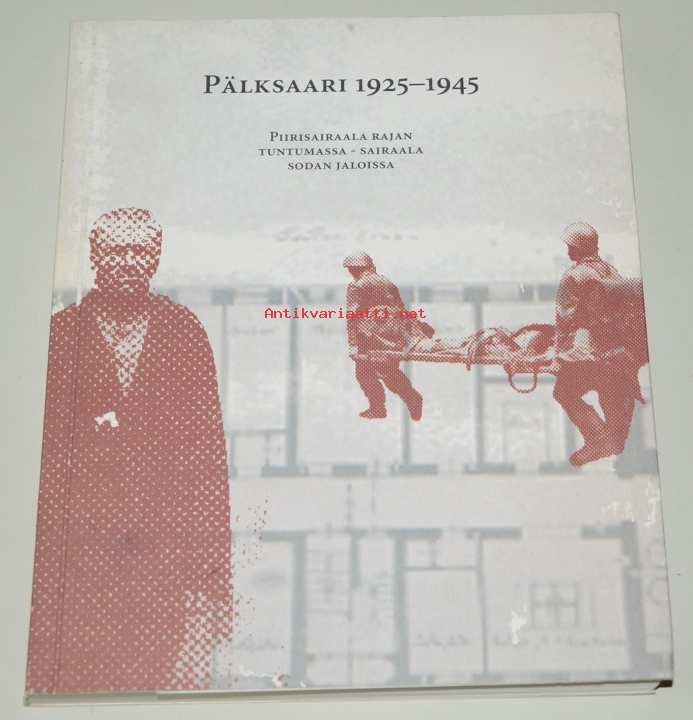 PÄLKSAARI 1925–1945
PIIRISAIRAALA RAJAN
TUNTUMASSA - SAIRAALA
SODAN JALOISSA
Antikvariaatti.net